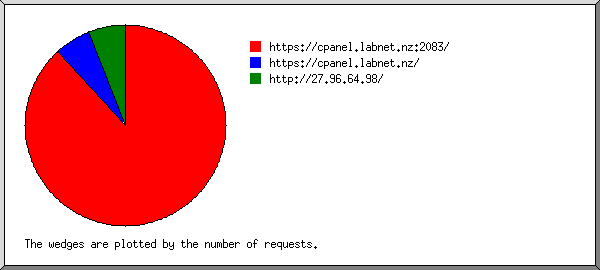 https://cpanel.labnet.nz:2083/
https://cpanel.labnet.nz/
http://27.96.64.98/
The wedges are plotted by the number of requests.